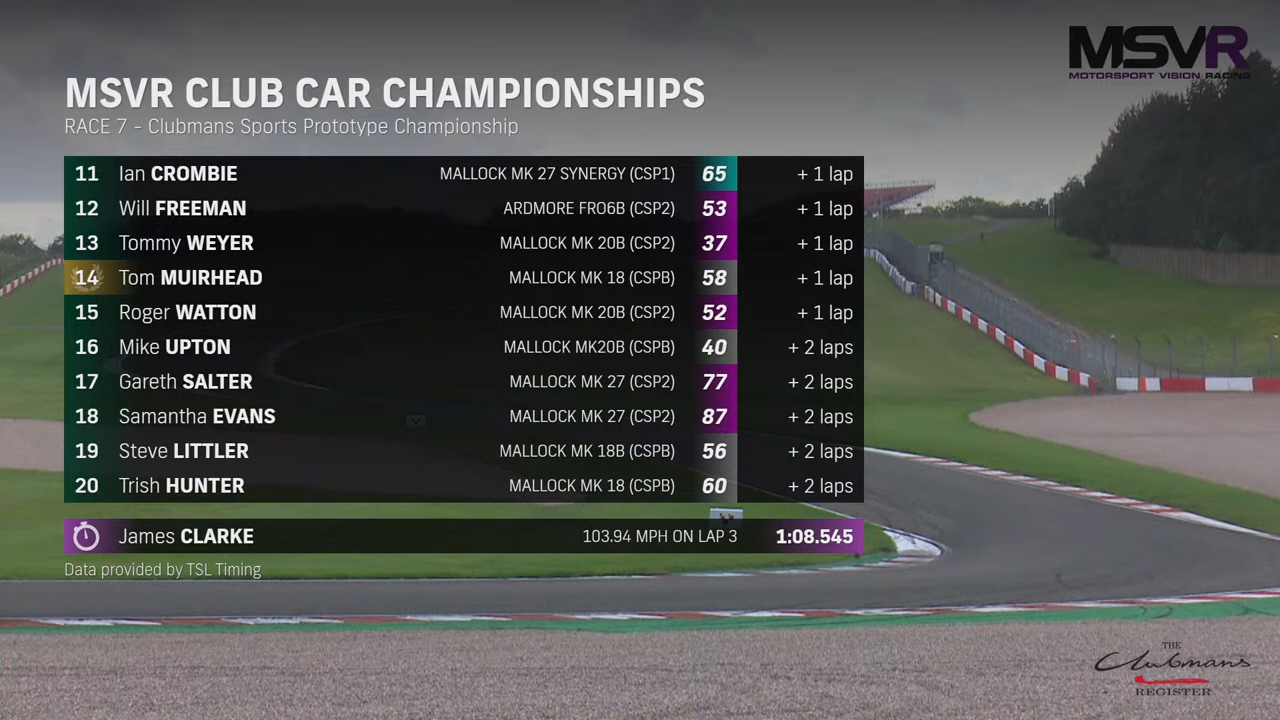 MSVR
MOTORSPORT VISION RACING
MSVR CLUB CAR CHAMPIONSHIPS
RACE 7 - Clubmans Sports Prototype Championship
11 Ian CROMBIE MALLOCK MK 27 SYNERGY (CSP1) 65 + 1 lap
12 Will FREEMAN ARDMORE FRO6B (CSP2) 53 + 1 lap
13 Tommy WEYER MALLOCK MK 20B (CSP2) 37 + 1 lap
14 Tom MUIRHEAD MALLOCK MK 18 (CSPB) 58 + 1 lap
15 Roger WATTON MALLOCK MK 20B (CSP2) 52 + 1 lap
16 Mike UPTON MALLOCK MK20B (CSPB) 40 + 2 laps
17 Gareth SALTER MALLOCK MK 27 (CSP2) 77 + 2 laps
18 Samantha EVANS MALLOCK MK 27 (CSP2) 87 + 2 laps
19 Steve LITTLER MALLOCK MK 18B (CSPB) 56 + 2 laps
20 Trish HUNTER MALLOCK MK 18 (CSPB) 60 + 2 laps
James CLARKE 103.94 MPH ON LAP 3 1:08.545
Data provided by TSL Timing
THE
Clubmans
REGISTER